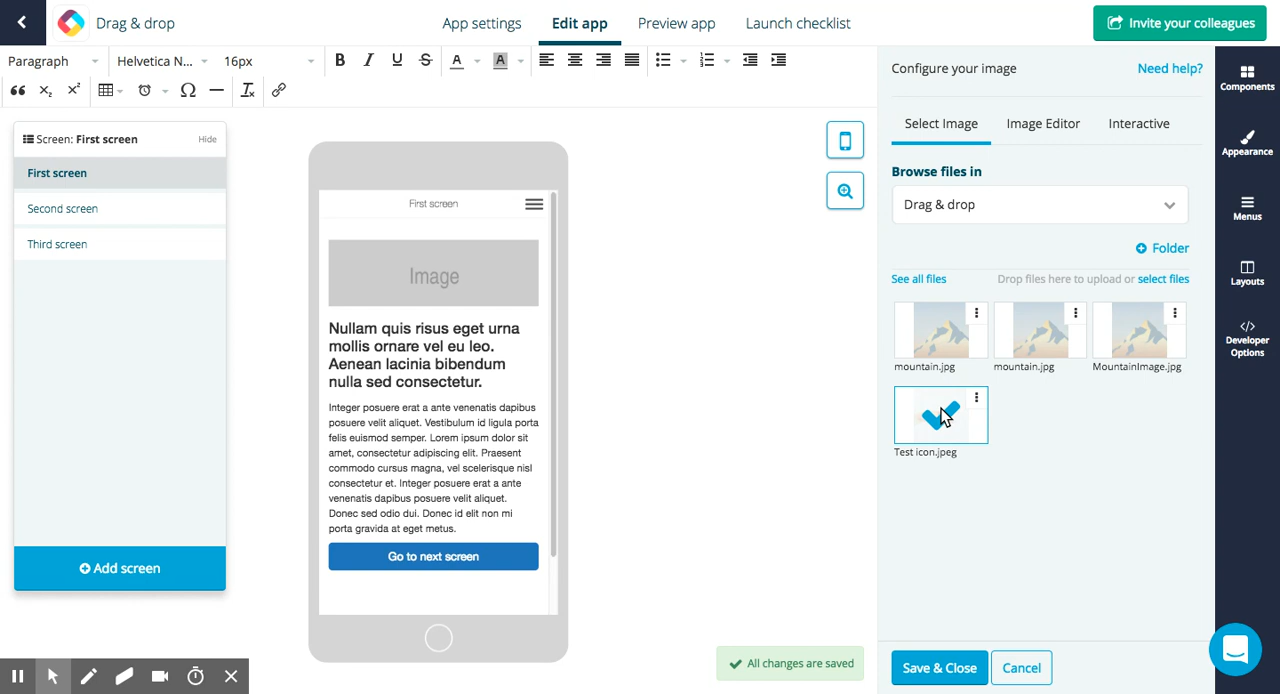 Drag & drop
App settings
Edit app
Preview app
Launch checklist
Invite your colleagues
Paragraph
Helvetica N...
16px
B I U S A A
x₂ x² Ω Ix
Configure your image
Need help?
Select Image
Image Editor
Interactive
Browse files in
Drag & drop
Folder
See all files
Drop files here to upload or select files
mountain.jpg
mountain.jpg
MountainImage.jpg
Test icon.jpeg
Save & Close
Cancel
Components
Appearance
Menus
Layouts
Developer
Options
Screen: First screen
Hide
First screen
Second screen
Third screen
Add screen
First screen
Image
Nullam quis risus eget urna
mollis ornare vel eu leo.
Aenean lacinia bibendum
nulla sed consectetur.
Integer posuere erat a ante venenatis dapibus
posuere velit aliquet. Vestibulum id ligula porta
felis euismod semper. Lorem ipsum dolor sit
amet, consectetur adipiscing elit. Praesent
commodo cursus magna, vel scelerisque nisl
consectetur et. Integer posuere erat a ante
venenatis dapibus posuere velit aliquet.
Donec sed odio dui. Donec id elit non mi
porta gravida at eget metus.
Go to next screen
All changes are saved